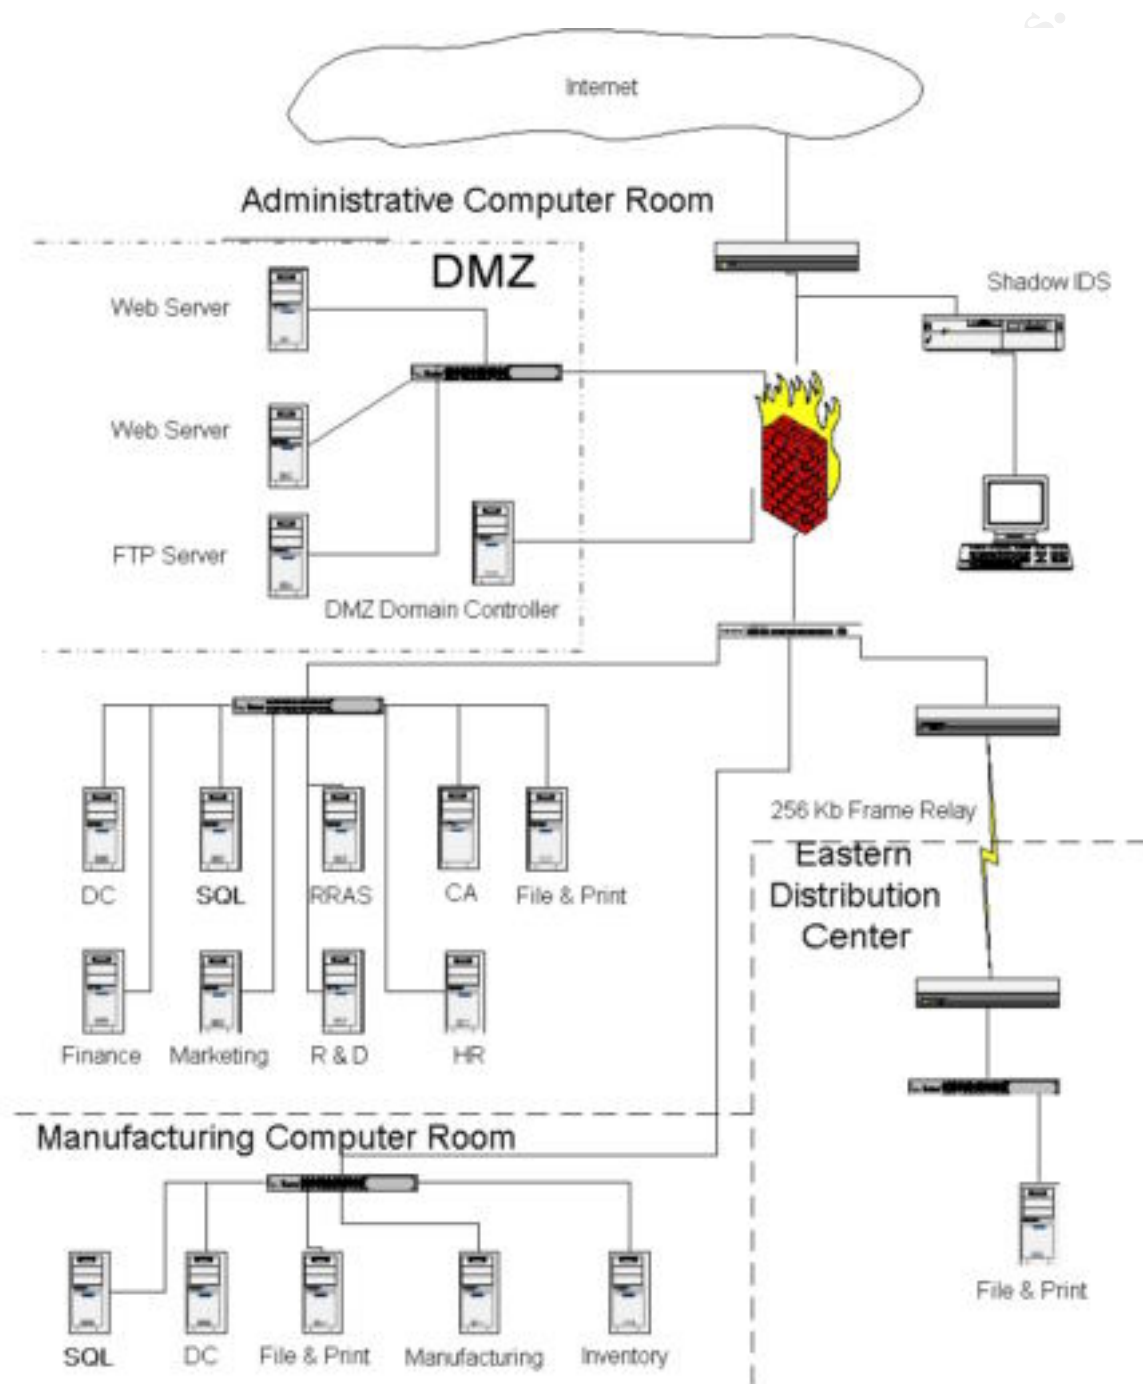 Internet
Administrative Computer Room
DMZ
Shadow IDS
Web Server
Web Server
FTP Server
DMZ Domain Controller
256 Kb Frame Relay
Eastern
Distribution
Center
DC
SQL
RRAS
CA
File & Print
Finance
Marketing
R & D
HR
Manufacturing Computer Room
File & Print
SQL
DC
File & Print
Manufacturing
Inventory